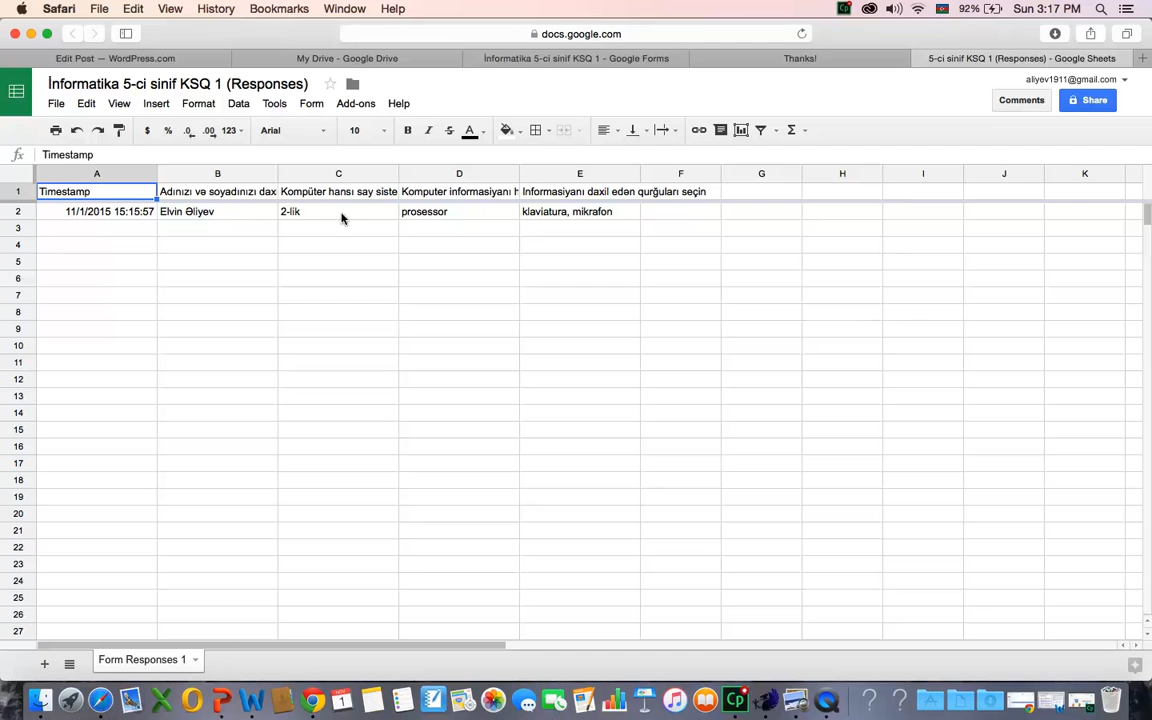 Safari File Edit View History Bookmarks Window Help 92% Sun 3:17 PM
docs.google.com
Edit Post — WordPress.com My Drive - Google Drive İnformatika 5-ci sinif KSQ 1 - Google Forms Thanks! 5-ci sinif KSQ 1 (Responses) - Google Sheets
İnformatika 5-ci sinif KSQ 1 (Responses) aliyev1911@gmail.com
File Edit View Insert Format Data Tools Form Add-ons Help Comments Share
$ % .0 .00 123 Arial 10 B I S A Σ
fx Timestamp
A B C D E F G H I J K
1 Timestamp Adınızı və soyadınızı dax Kompüter hansı say siste Komputer informasiyanı h İnformasiyanı daxil edən qurğuları seçin
2 11/1/2015 15:15:57 Elvin Əliyev 2-lik prosessor klaviatura, mikrafon
3
4
5
6
7
8
9
10
11
12
13
14
15
16
17
18
19
20
21
22
23
24
25
26
27
Form Responses 1